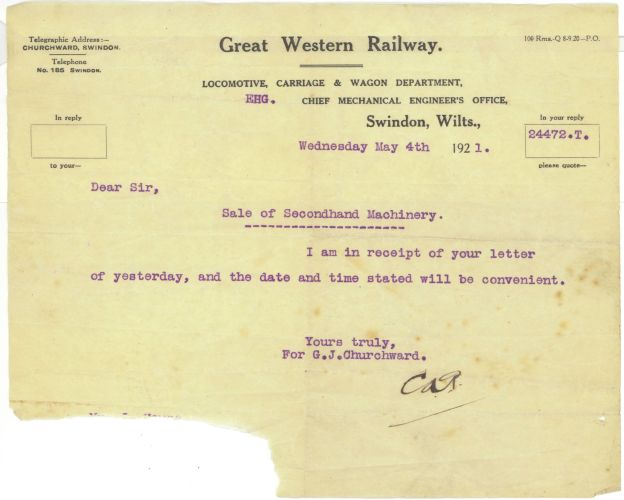 Telegraphic Address:—
CHURCHWARD, SWINDON.
Telephone
No. 185 SWINDON.
Great Western Railway.
100 Rms.-Q 8-9.20—P.O.
LOCOMOTIVE, CARRIAGE & WAGON DEPARTMENT,
EHG. CHIEF MECHANICAL ENGINEER'S OFFICE,
Swindon, Wilts.,
In reply
to your—
In your reply
24472.T.
please quote—
Wednesday May 4th 1921.
Dear Sir,
Sale of Secondhand Machinery.
I am in receipt of your letter
of yesterday, and the date and time stated will be convenient.
Yours truly,
For G.J.Churchward.